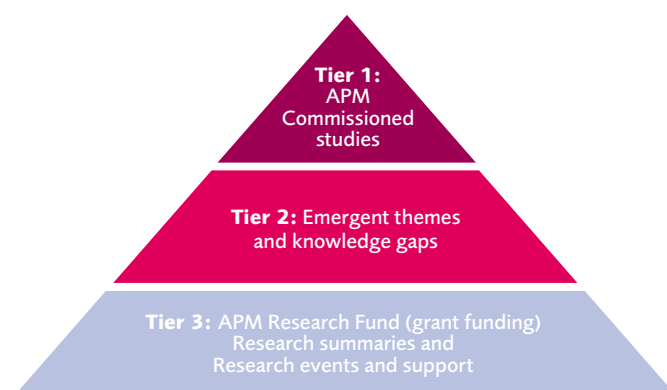 Tier 1:
APM
Commissioned
studies
Tier 2: Emergent themes
and knowledge gaps
Tier 3: APM Research Fund (grant funding)
Research summaries and
Research events and support